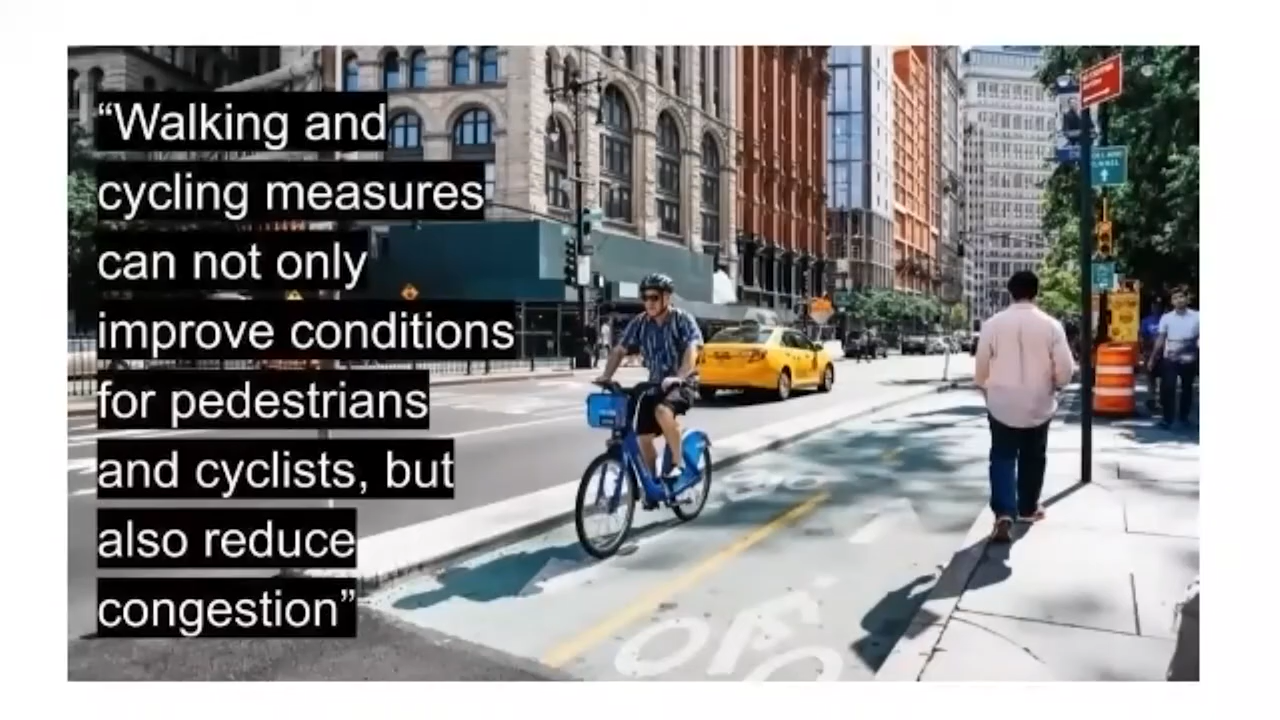 “Walking and
cycling measures
can not only
improve conditions
for pedestrians
and cyclists, but
also reduce
congestion”